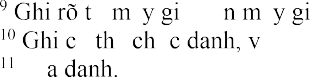 ⁹ Ghi rõ t m y gi n m y gi
¹⁰ Ghi c th ch c danh, v
¹¹ a danh.